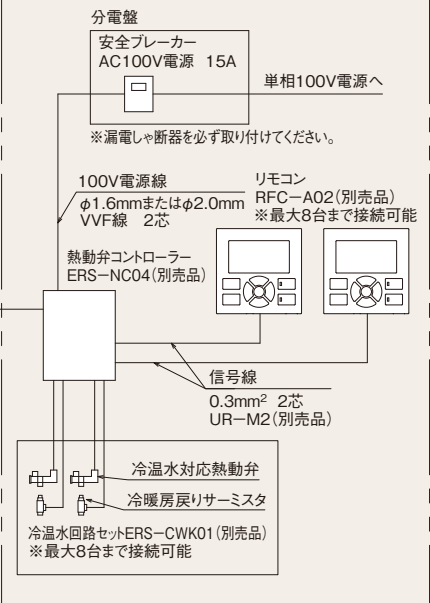 分電盤
安全ブレーカー
AC100V電源 15A
単相100V電源へ
※漏電しゃ断器を必ず取り付けてください。
100V電源線
φ1.6mmまたはφ2.0mm
VVF線 2芯
リモコン
RFC−A02(別売品)
※最大8台まで接続可能
熱動弁コントローラー
ERS−NC04(別売品)
信号線
0.3mm² 2芯
UR−M2(別売品)
冷温水対応熱動弁
冷暖房戻りサーミスタ
冷温水回路セットERS−CWK01(別売品)
※最大8台まで接続可能